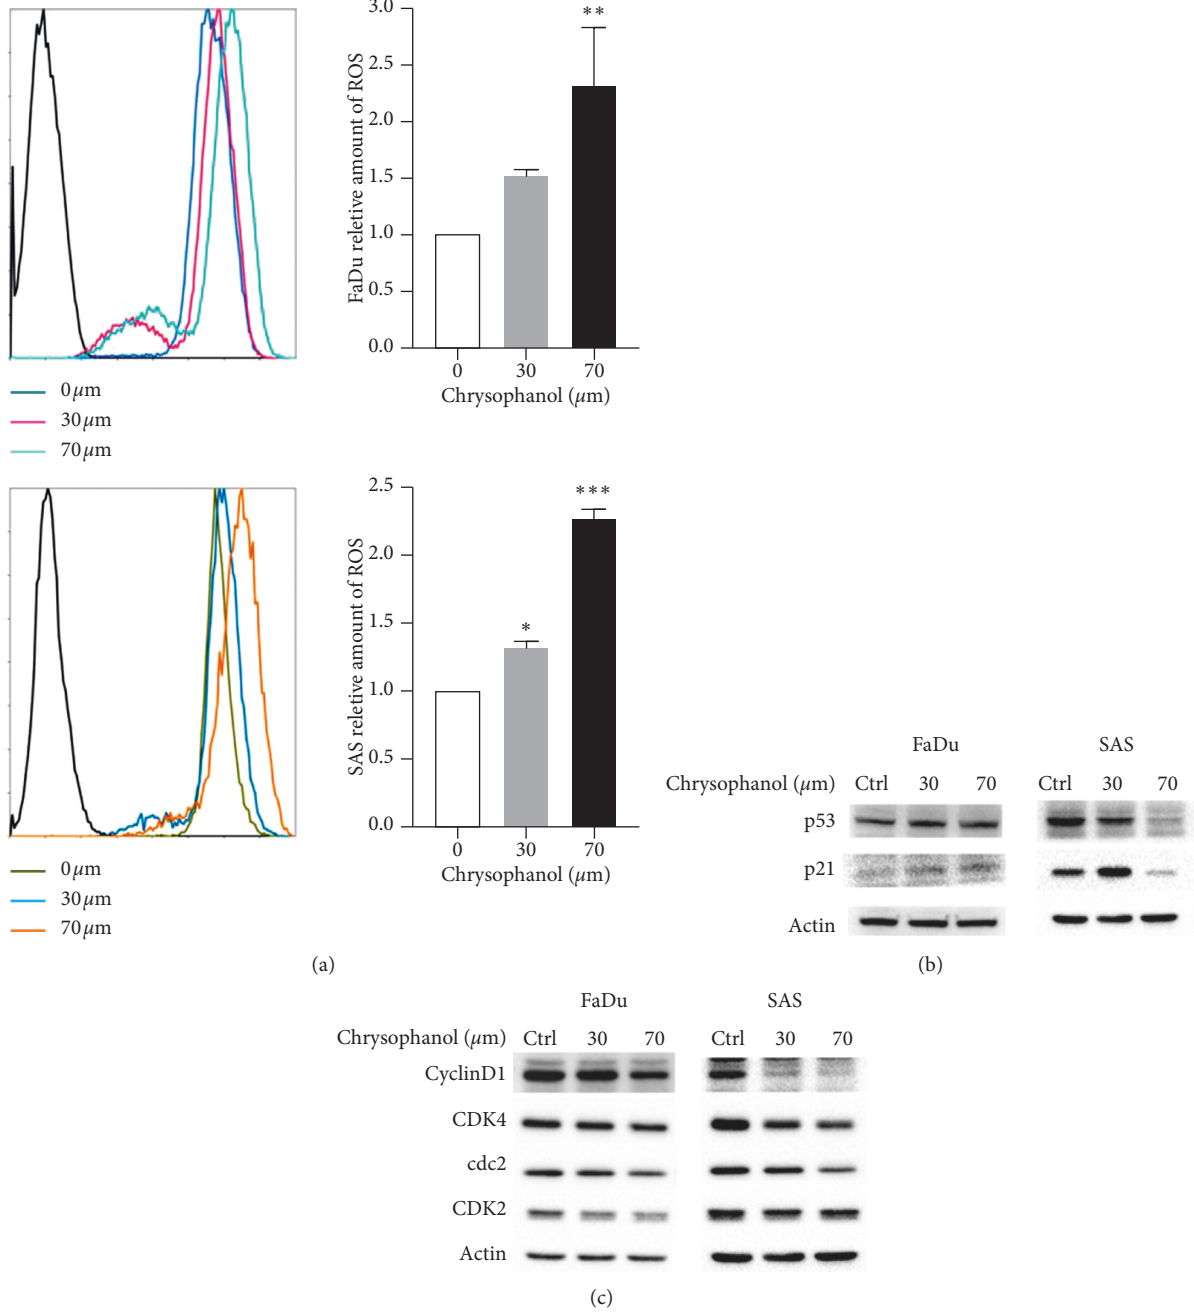 3.0
2.5
2.0
1.5
1.0
0.5
0.0
FaDu reletive amount of ROS
**
0 30 70
Chrysophanol (µm)
0 µm
30 µm
70 µm
2.5
2.0
1.5
1.0
0.5
0.0
SAS reletive amount of ROS
*
***
0 30 70
Chrysophanol (µm)
0 µm
30 µm
70 µm
(a)
FaDu SAS
Chrysophanol (µm) Ctrl 30 70 Ctrl 30 70
p53
p21
Actin
(b)
FaDu SAS
Chrysophanol (µm) Ctrl 30 70 Ctrl 30 70
CyclinD1
CDK4
cdc2
CDK2
Actin
(c)